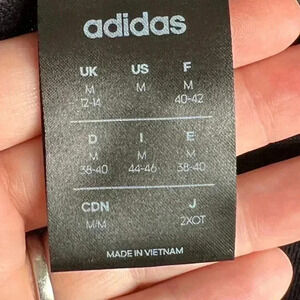 adidas
UK US F
M M M
12-14 40-42
D I E
M M M
38-40 44-46 38-40
CDN J
M/M 2XOT
MADE IN VIETNAM